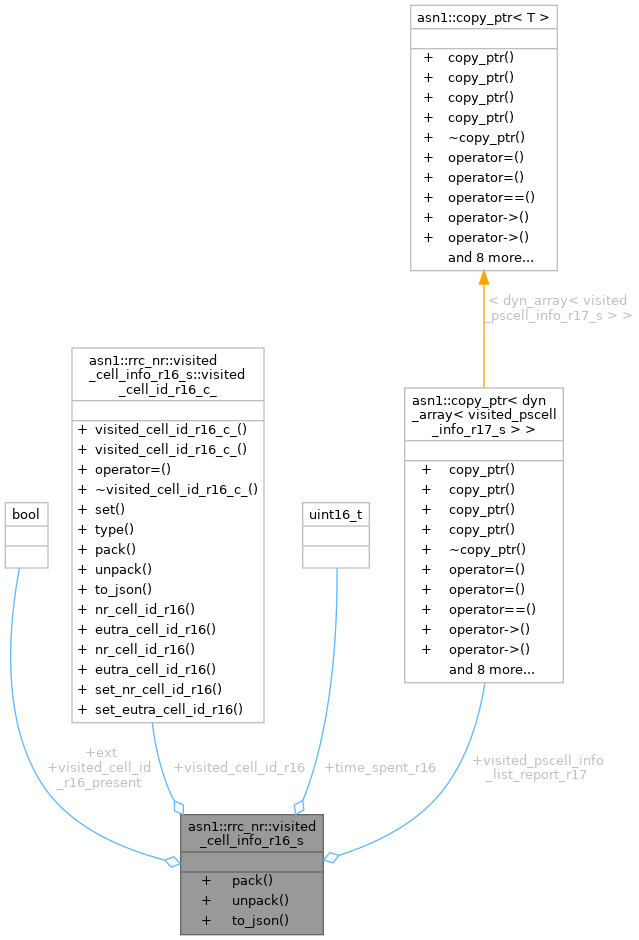 asn1::copy_ptr< T >
+ copy_ptr()
+ copy_ptr()
+ copy_ptr()
+ copy_ptr()
+ ~copy_ptr()
+ operator=()
+ operator=()
+ operator==()
+ operator->()
+ operator->()
and 8 more...
< dyn_array< visited
_pscell_info_r17_s > >
asn1::rrc_nr::visited
_cell_info_r16_s::visited
_cell_id_r16_c_
+ visited_cell_id_r16_c_()
+ visited_cell_id_r16_c_()
+ operator=()
+ ~visited_cell_id_r16_c_()
+ set()
+ type()
+ pack()
+ unpack()
+ to_json()
+ nr_cell_id_r16()
+ eutra_cell_id_r16()
+ nr_cell_id_r16()
+ eutra_cell_id_r16()
+ set_nr_cell_id_r16()
+ set_eutra_cell_id_r16()
asn1::copy_ptr< dyn
_array< visited_pscell
_info_r17_s > >
+ copy_ptr()
+ copy_ptr()
+ copy_ptr()
+ copy_ptr()
+ ~copy_ptr()
+ operator=()
+ operator=()
+ operator==()
+ operator->()
+ operator->()
and 8 more...
bool
uint16_t
+ext
+visited_cell_id
_r16_present
+visited_cell_id_r16
+time_spent_r16
+visited_pscell_info
_list_report_r17
asn1::rrc_nr::visited
_cell_info_r16_s
+ pack()
+ unpack()
+ to_json()